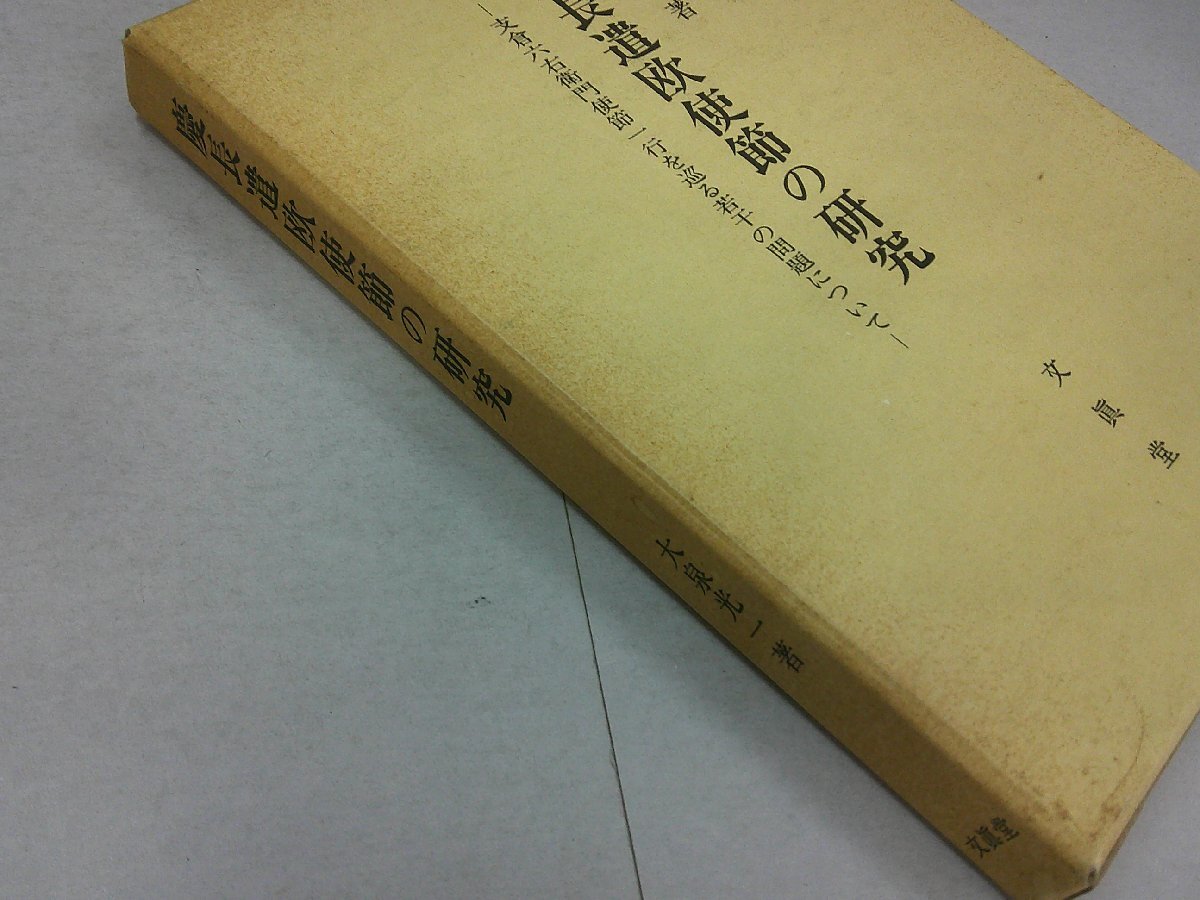 著
長遣欧使節の研究
―支倉六右衛門使節一行を巡る若干の問題について―
文眞堂
慶長遣欧使節の研究
大泉光一著
文眞堂